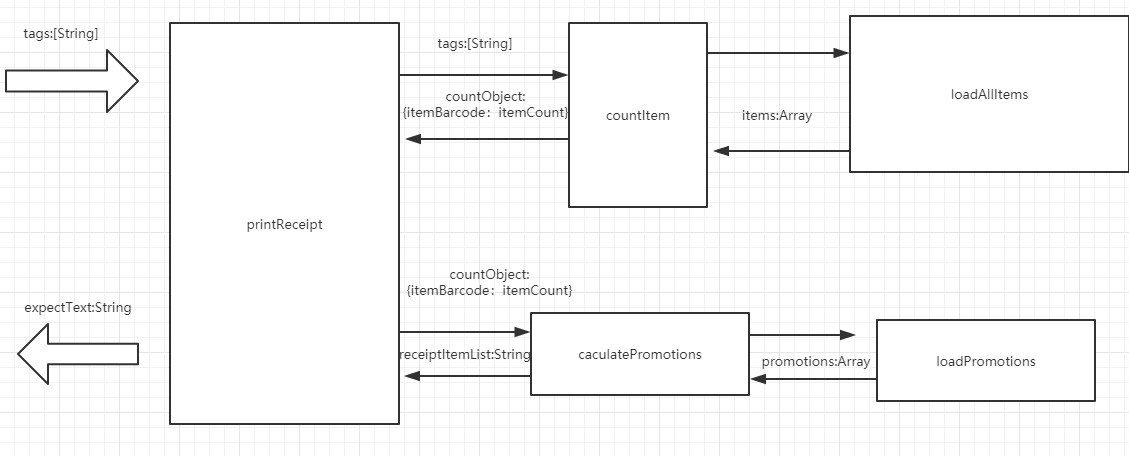 tags:[String]
tags:[String]
countObject:
{itemBarcode: itemCount}
printReceipt
countItem
items:Array
loadAllItems
countObject:
{itemBarcode: itemCount}
expectText:String
receiptItemList:String
caculatePromotions
promotions:Array
loadPromotions